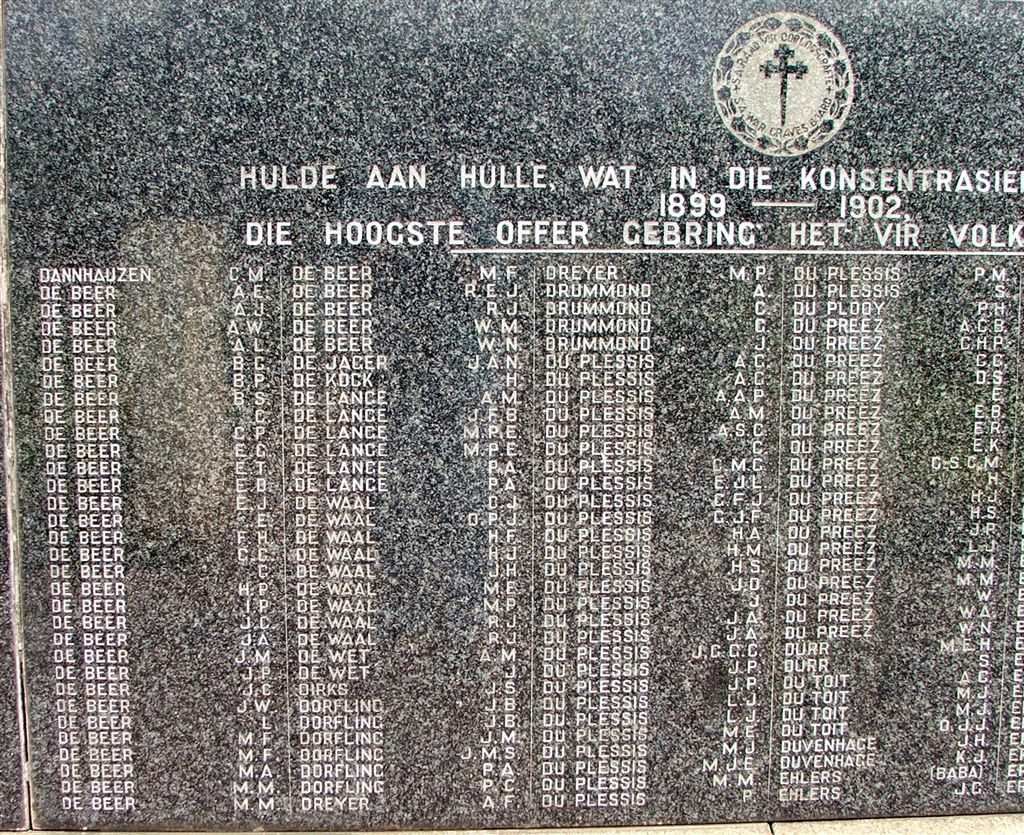 SUID-AFR. OORLOGSGRAFTE
S.A. WAR GRAVES BOARD
HULDE AAN HULLE, WAT IN DIE
1899 — 1902,
DIE HOOGSTE OFFER GEBRING HET VIR VOLK
DANNHAUZEN C.M.
DE BEER A.E.
DE BEER A.J.
DE BEER A.W.
DE BEER A.L.
DE BEER B.C.
DE BEER B.P.
DE BEER B.S.
DE BEER C.
DE BEER C.P.
DE BEER E.C.
DE BEER E.T.
DE BEER E.D.
DE BEER E.J.
DE BEER E.
DE BEER F.H.
DE BEER G.C.
DE BEER C
DE BEER H.P.
DE BEER J.P.
DE BEER J.C.
DE BEER J.A
DE BEER J.M
DE BEER J.P
DE BEER J.C
DE BEER J.W.
DE BEER L
DE BEER M.F
DE BEER M.F
DE BEER M.A.
DE BEER M.M
DE BEER M.M
DE BEER M.F.
DE BEER R.E.J.
DE BEER R.J.
DE BEER W.M.
DE BEER W.N.
DE JAGER J.A.N.
DE KOCK H.
DE LANGE A.M
DE LANGE J.F.B
DE LANGE M.P.E.
DE LANGE M.P.E.
DE LANGE P.A
DE LANGE P.A
DE WAAL C.J
DE WAAL O.P.J
DE WAAL H.F
DE WAAL H.J
DE WAAL J.H
DE WAAL M.E
DE WAAL M.P
DE WAAL R.J
DE WAAL R.J
DE WET A.M
DE WET J
DIRKS J.S
DORFLING J.B
DORFLING J.B.
DORFLING J.M
DORFLING J.M.S
DORFLING P.A
DORFLING P.C
DREYER A.F
DREYER M.P.
DRUMMOND A.
DRUMMOND C.
DRUMMOND C
DRUMMOND J
DU PLESSIS A.C
DU PLESSIS A.C
DU PLESSIS A.A.P
DU PLESSIS A.M
DU PLESSIS A.S.C
DU PLESSIS C
DU PLESSIS C.M.C
DU PLESSIS E.J.L
DU PLESSIS C.F.J
DU PLESSIS C.J.F
DU PLESSIS H.A
DU PLESSIS H.M
DU PLESSIS H.S
DU PLESSIS J.D
DU PLESSIS J
DU PLESSIS J.A
DU PLESSIS J.A
DU PLESSIS J.C.C.C
DU PLESSIS J.P
DU PLESSIS J.P
DU PLESSIS L.J
DU PLESSIS L.J
DU PLESSIS M.E
DU PLESSIS M.J
DU PLESSIS M.J.E
DU PLESSIS M.M
DU PLESSIS P
DU PLESSIS P.M.
DU PLESSIS S.
DU PLOOY P.H.
DU PREEZ A.C.B.
DU PREEZ C.H.P.
DU PREEZ C.C
DU PREEZ D.S
DU PREEZ E
DU PREEZ E.B
DU PREEZ E.R
DU PREEZ E.K
DU PREEZ G.S.C.M
DU PREEZ H
DU PREEZ H.J
DU PREEZ H.S
DU PREEZ J.P
DU PREEZ L.J
DU PREEZ M.M
DU PREEZ M.M
DU PREEZ W
DU PREEZ W.A
DU PREEZ W.N
DURR M.E.H
DURR S
DU TOIT A.C
DU TOIT M.J
DU TOIT M.J
DU TOIT O.J.J
DUVENHAGE J.H
DUVENHAGE K.J
EHLERS (BABA)
EHLERS J.C